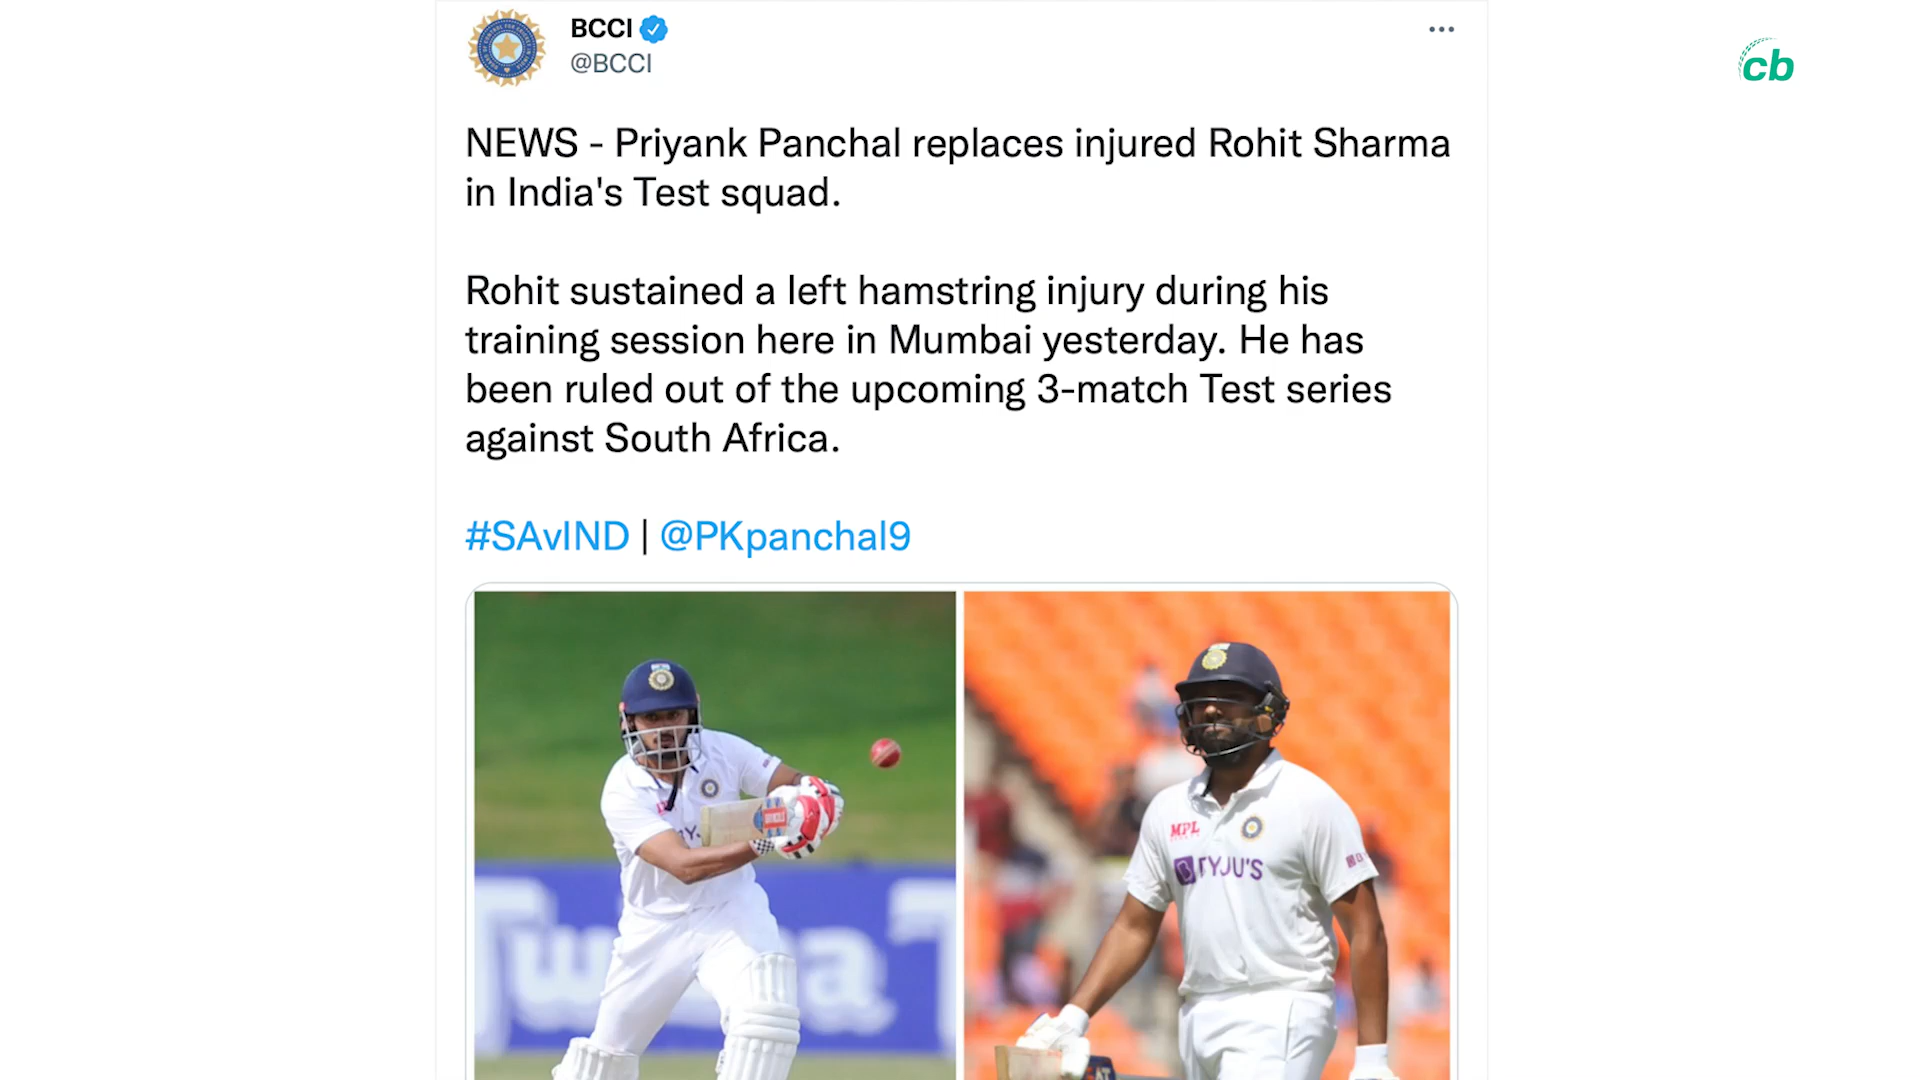 BCCI
@BCCI
cb
NEWS - Priyank Panchal replaces injured Rohit Sharma
in India's Test squad.
Rohit sustained a left hamstring injury during his
training session here in Mumbai yesterday. He has
been ruled out of the upcoming 3-match Test series
against South Africa.
#SAvIND | @PKpanchal9
MPL
BYJU'S